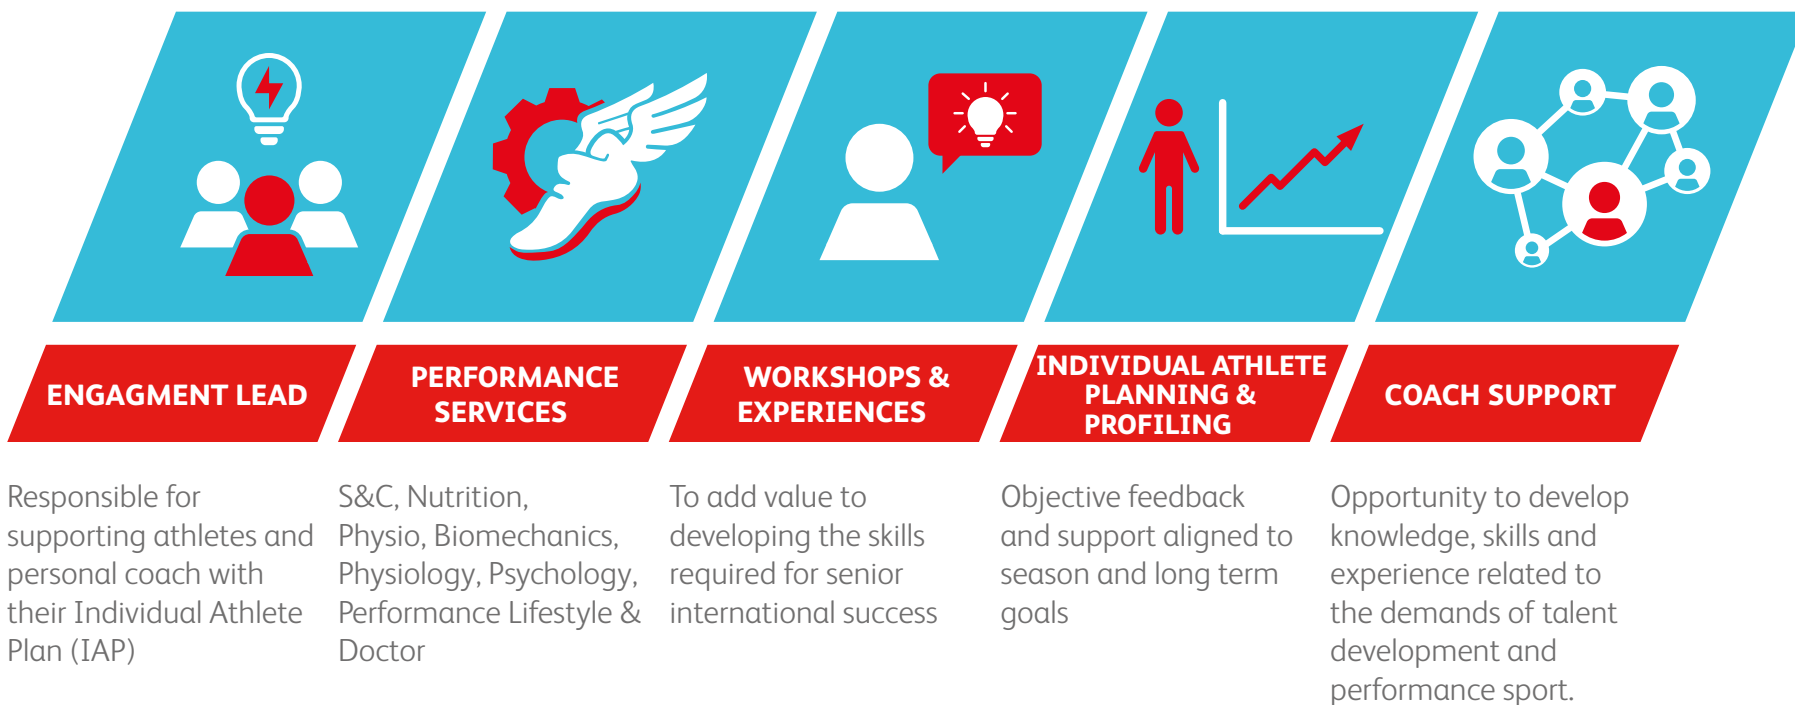 ENGAGMENT LEAD
Responsible for
supporting athletes and
personal coach with
their Individual Athlete
Plan (IAP)
PERFORMANCE
SERVICES
S&C, Nutrition,
Physio, Biomechanics,
Physiology, Psychology,
Performance Lifestyle &
Doctor
WORKSHOPS &
EXPERIENCES
To add value to
developing the skills
required for senior
international success
INDIVIDUAL ATHLETE
PLANNING &
PROFILING
Objective feedback
and support aligned to
season and long term
goals
COACH SUPPORT
Opportunity to develop
knowledge, skills and
experience related to
the demands of talent
development and
performance sport.